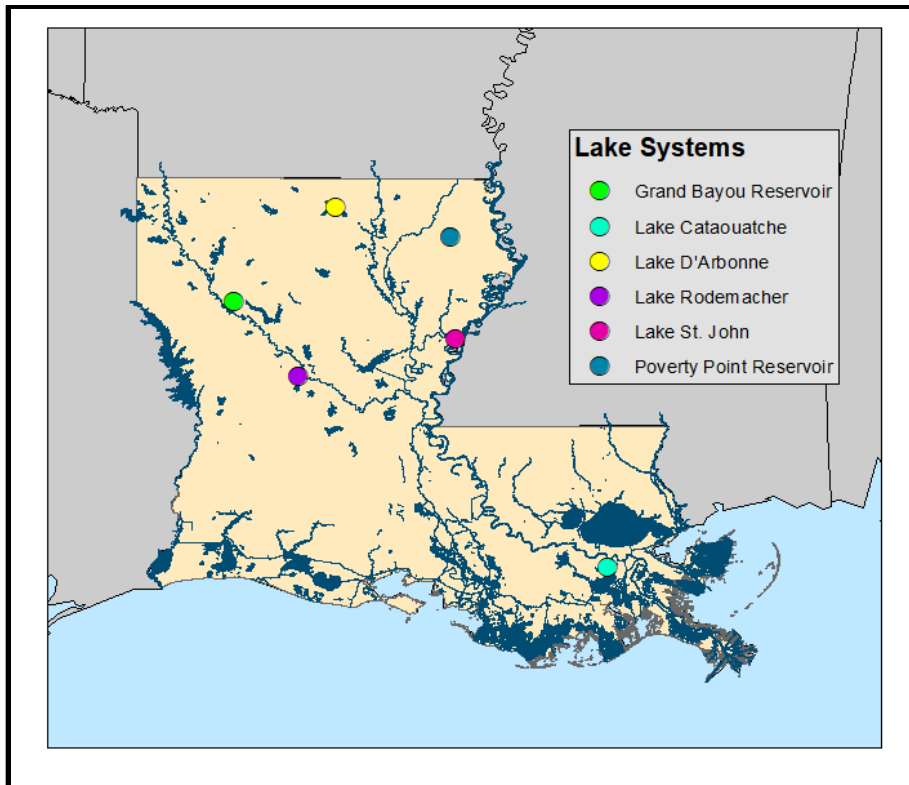 Lake Systems
Grand Bayou Reservoir
Lake Cataouatche
Lake D'Arbonne
Lake Rodemacher
Lake St. John
Poverty Point Reservoir